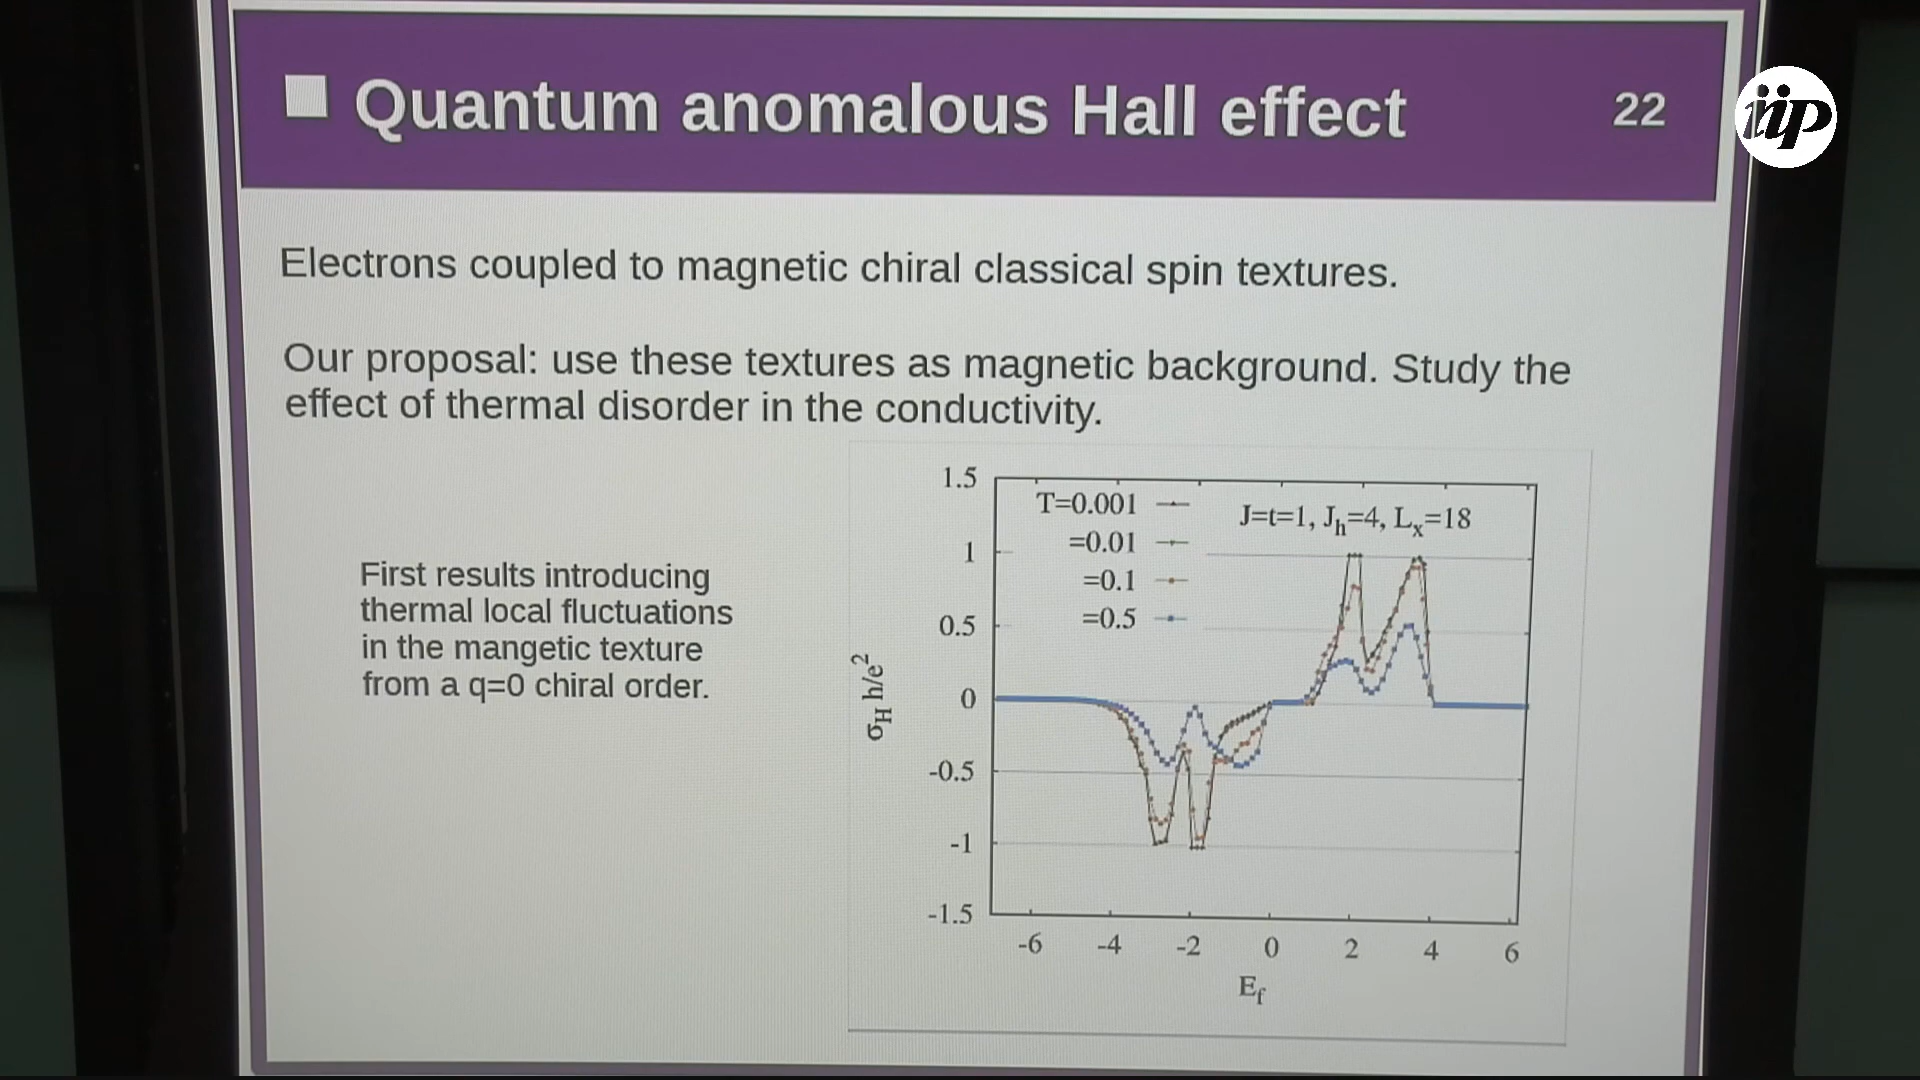 Quantum anomalous Hall effect
22
iip
Electrons coupled to magnetic chiral classical spin textures.
Our proposal: use these textures as magnetic background. Study the
effect of thermal disorder in the conductivity.
First results introducing
thermal local fluctuations
in the mangetic texture
from a q=0 chiral order.
T=0.001
=0.01
=0.1
=0.5
J=t=1, Jₕ=4, Lₓ=18
1.5
1
0.5
0
-0.5
-1
-1.5
σH h/e²
-6 -4 -2 0 2 4 6
Ef